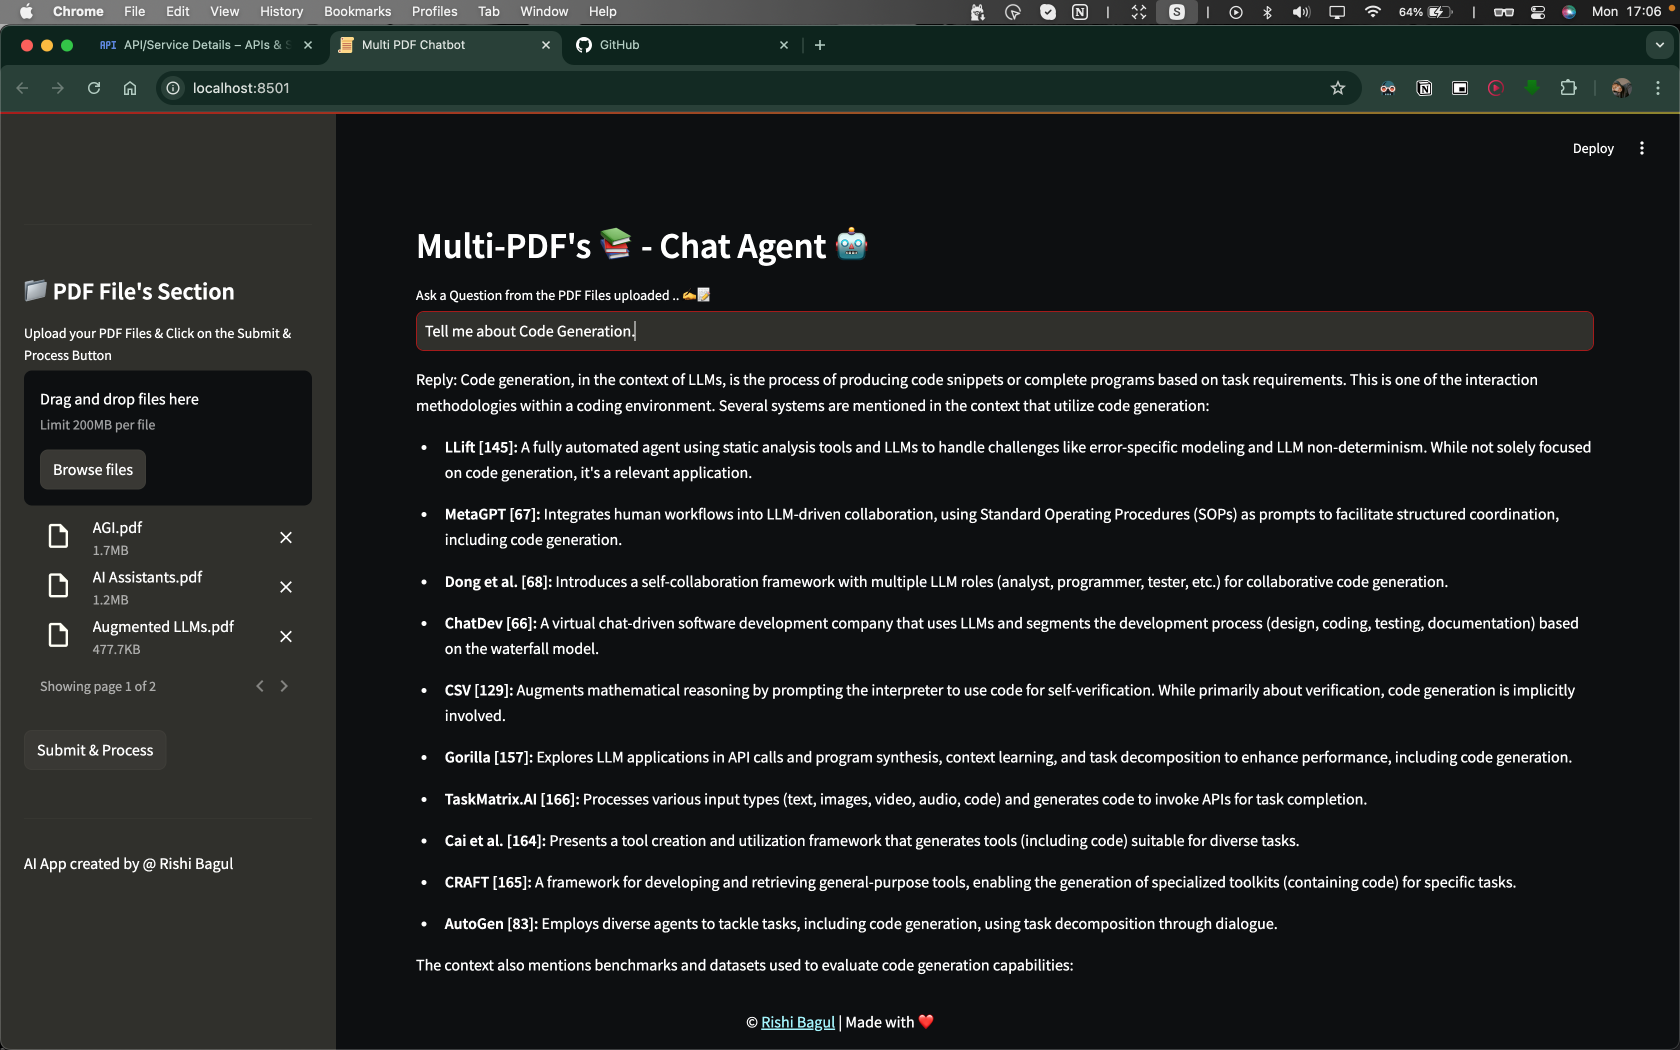 Chrome File Edit View History Bookmarks Profiles Tab Window Help 64% Mon 17:06
API API/Service Details – APIs & S Multi PDF Chatbot GitHub
localhost:8501
Deploy
📁 PDF File's Section
Upload your PDF Files & Click on the Submit &
Process Button
Drag and drop files here
Limit 200MB per file
Browse files
AGI.pdf
1.7MB
AI Assistants.pdf
1.2MB
Augmented LLMs.pdf
477.7KB
Showing page 1 of 2
Submit & Process
AI App created by @ Rishi Bagul
Multi-PDF's 📚 - Chat Agent 🤖
Ask a Question from the PDF Files uploaded .. ✍️📝
Tell me about Code Generation.
Reply: Code generation, in the context of LLMs, is the process of producing code snippets or complete programs based on task requirements. This is one of the interaction
methodologies within a coding environment. Several systems are mentioned in the context that utilize code generation:
• LLift [145]: A fully automated agent using static analysis tools and LLMs to handle challenges like error-specific modeling and LLM non-determinism. While not solely focused
on code generation, it's a relevant application.
• MetaGPT [67]: Integrates human workflows into LLM-driven collaboration, using Standard Operating Procedures (SOPs) as prompts to facilitate structured coordination,
including code generation.
• Dong et al. [68]: Introduces a self-collaboration framework with multiple LLM roles (analyst, programmer, tester, etc.) for collaborative code generation.
• ChatDev [66]: A virtual chat-driven software development company that uses LLMs and segments the development process (design, coding, testing, documentation) based
on the waterfall model.
• CSV [129]: Augments mathematical reasoning by prompting the interpreter to use code for self-verification. While primarily about verification, code generation is implicitly
involved.
• Gorilla [157]: Explores LLM applications in API calls and program synthesis, context learning, and task decomposition to enhance performance, including code generation.
• TaskMatrix.AI [166]: Processes various input types (text, images, video, audio, code) and generates code to invoke APIs for task completion.
• Cai et al. [164]: Presents a tool creation and utilization framework that generates tools (including code) suitable for diverse tasks.
• CRAFT [165]: A framework for developing and retrieving general-purpose tools, enabling the generation of specialized toolkits (containing code) for specific tasks.
• AutoGen [83]: Employs diverse agents to tackle tasks, including code generation, using task decomposition through dialogue.
The context also mentions benchmarks and datasets used to evaluate code generation capabilities:
© Rishi Bagul | Made with ❤️